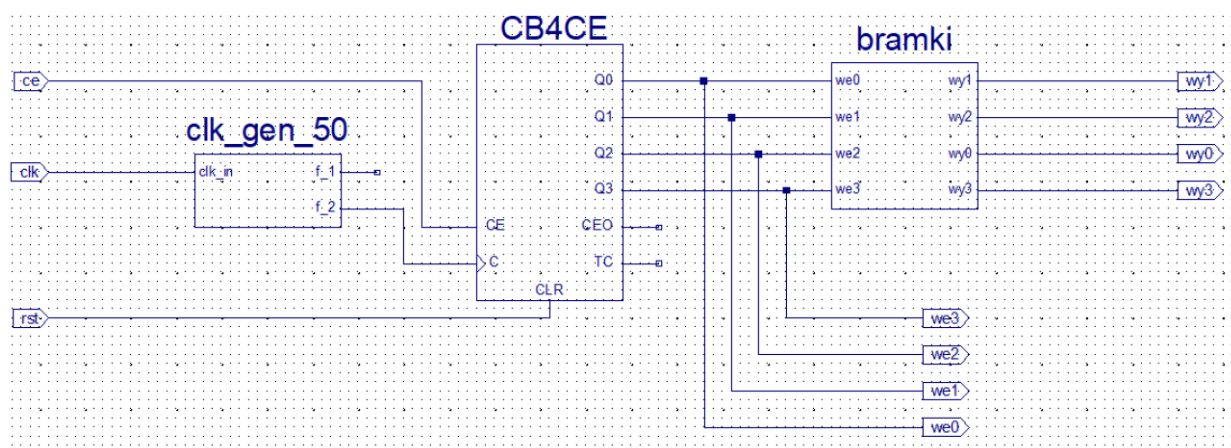 CB4CE
bramki
ce
Q0
we0
wy1
wy1
clk_gen_50
Q1
we1
wy2
wy2
Q2
we2
wy0
wy0
clk
clk_in
f_1
Q3
we3
wy3
wy3
f_2
CE
CEO
C
TC
CLR
rst
we3
we2
we1
we0